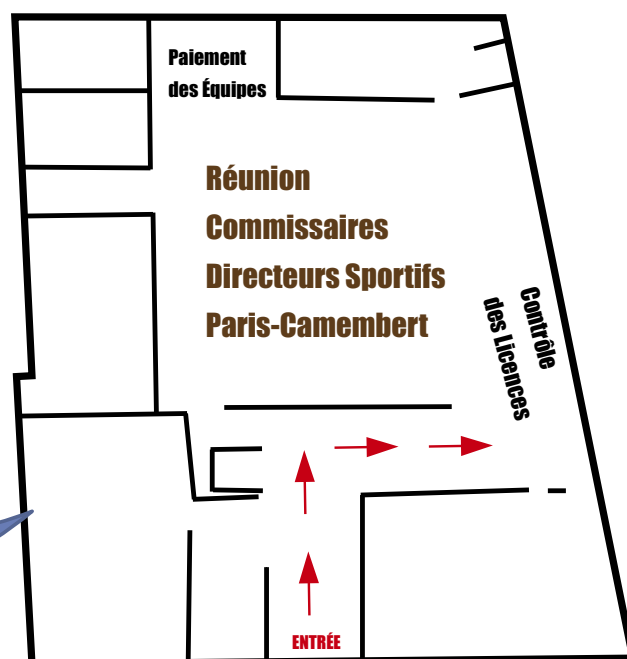 Paiement
des Équipes
Réunion
Commissaires
Directeurs Sportifs
Paris-Camembert
Contrôle
des Licences
ENTRÉE